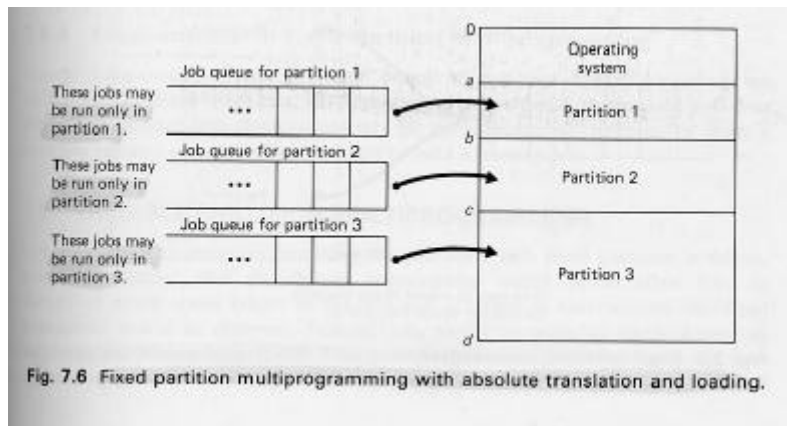 0
Operating
system
a
Job queue for partition 1
These jobs may
be run only in
partition 1.
...
Partition 1
b
Job queue for partition 2
These jobs may
be run only in
partition 2.
...
Partition 2
c
Job queue for partition 3
These jobs may
be run only in
partition 3.
...
Partition 3
d
Fig. 7.6 Fixed partition multiprogramming with absolute translation and loading.